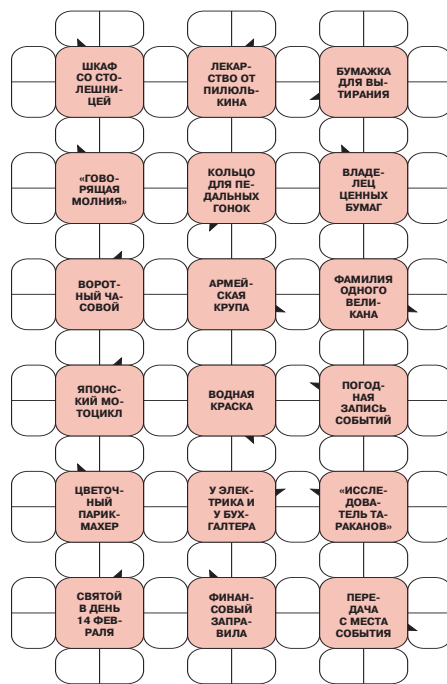 ШКАФ
СО СТО-
ЛЕШНИ-
ЦЕЙ
ЛЕКАР-
СТВО ОТ
ПИЛЮЛЬ-
КИНА
БУМАЖКА
ДЛЯ ВЫ-
ТИРАНИЯ
«ГОВО-
РЯЩАЯ
МОЛНИЯ»
КОЛЬЦО
ДЛЯ ПЕ-
ДАЛЬНЫХ
ГОНОК
ВЛАДЕ-
ЛЕЦ
ЦЕННЫХ
БУМАГ
ВОРОТ-
НЫЙ ЧА-
СОВОЙ
АРМЕЙ-
СКАЯ
КРУПА
ФАМИЛИЯ
ОДНОГО
ВЕЛИ-
КАНА
ЯПОН-
СКИЙ МО-
ТОЦИКЛ
ВОДНАЯ
КРАСКА
ПОГОД-
НАЯ
ЗАПИСЬ
СОБЫТИЙ
ЦВЕТОЧ-
НЫЙ
ПАРИК-
МАХЕР
У ЭЛЕК-
ТРИКА И
У БУХ-
ГАЛТЕРА
«ИССЛЕ-
ДОВА-
ТЕЛЬ ТА-
РАКАНОВ»
СВЯТОЙ
В ДЕНЬ
14 ФЕВ-
РАЛЯ
ФИНАН-
СОВЫЙ
ЗАПРА-
ВИЛА
ПЕРЕ-
ДАЧА
С МЕСТА
СОБЫТИЯ